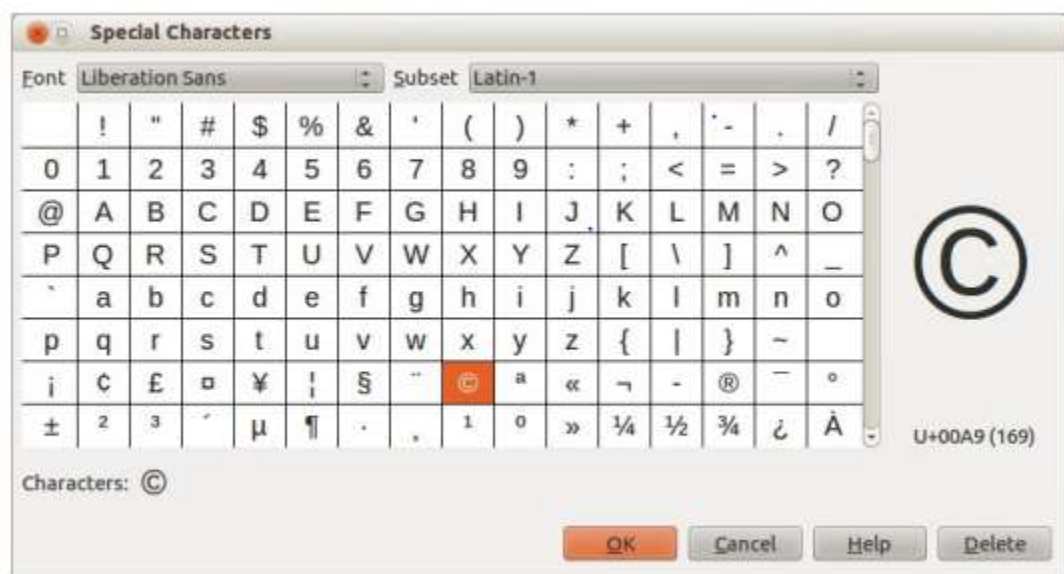 Special Characters
Font Liberation Sans Subset Latin-1
! " # $ % & ' ( ) * + , - . /
0 1 2 3 4 5 6 7 8 9 : ; < = > ?
@ A B C D E F G H I J K L M N O
P Q R S T U V W X Y Z [ \ ] ^ _
` a b c d e f g h i j k l m n o
p q r s t u v w x y z { | } ~
¡ ¢ £ ¤ ¥ ¦ § ¨ © ª « ¬ - ® ¯ °
± ² ³ ´ µ ¶ · ¸ ¹ º » ¼ ½ ¾ ¿ À
©
U+00A9 (169)
Characters: ©
OK Cancel Help Delete